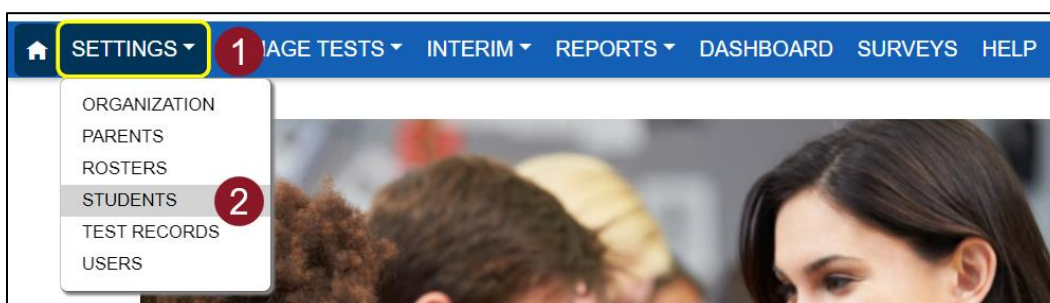 SETTINGS 1 AGE TESTS INTERIM REPORTS DASHBOARD SURVEYS HELP
ORGANIZATION
PARENTS
ROSTERS
STUDENTS 2
TEST RECORDS
USERS